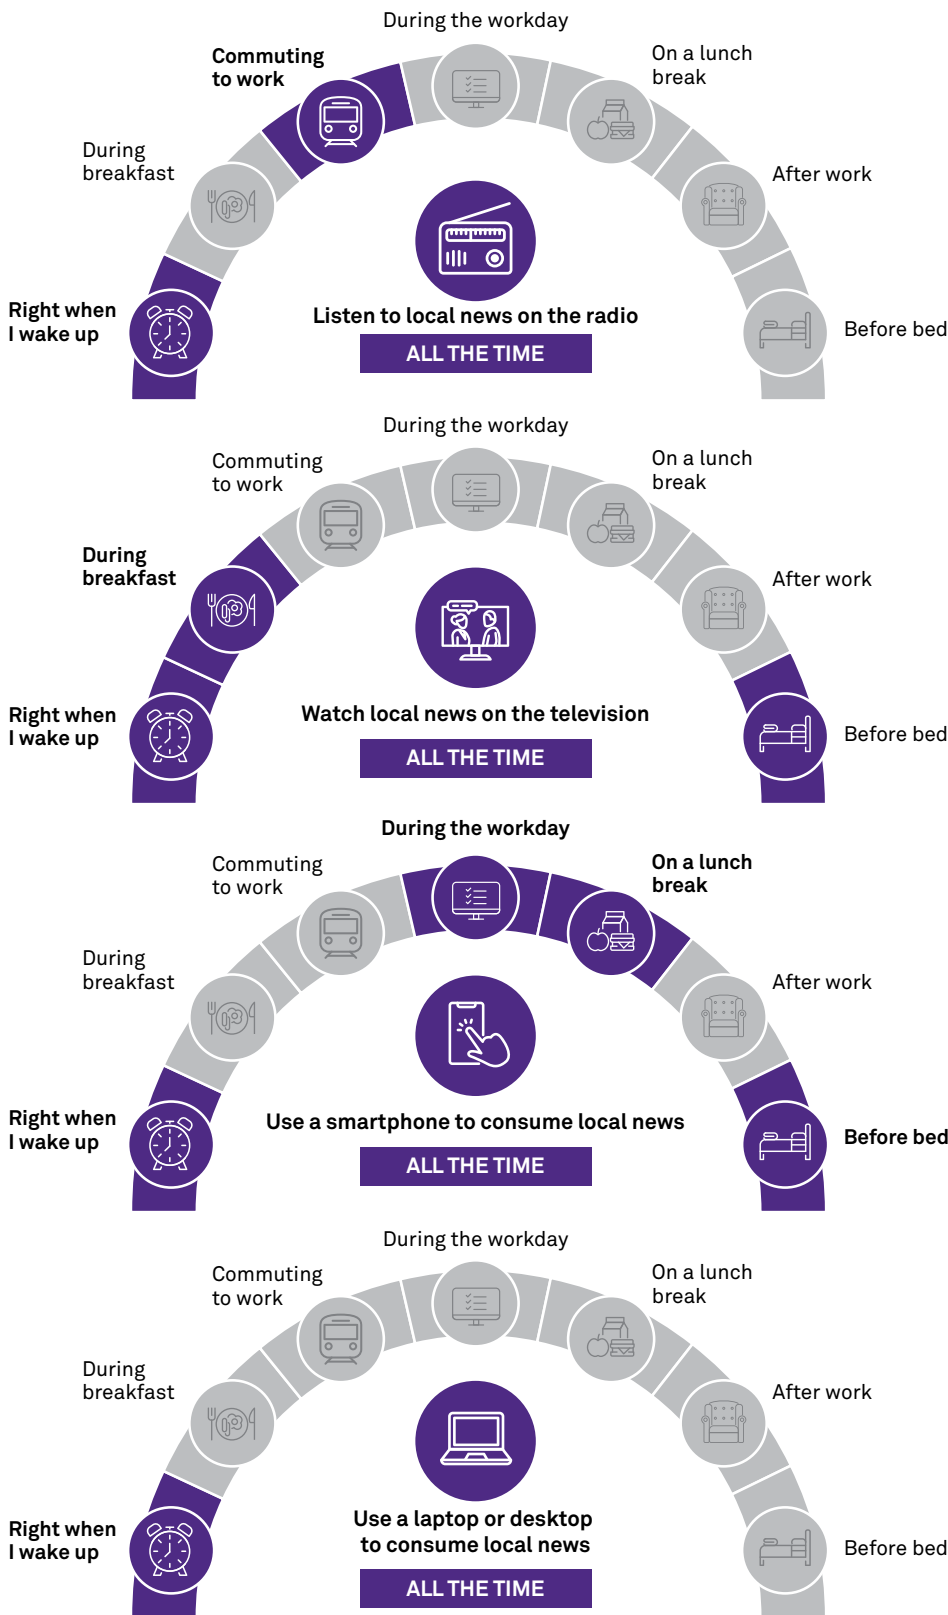 During the workday
Commuting
to work
On a lunch
break
During
breakfast
After work
Right when
I wake up
Listen to local news on the radio
Before bed
ALL THE TIME
During the workday
Commuting
to work
On a lunch
break
During
breakfast
After work
Right when
I wake up
Watch local news on the television
Before bed
ALL THE TIME
During the workday
Commuting
to work
On a lunch
break
During
breakfast
After work
Right when
I wake up
Use a smartphone to consume local news
Before bed
ALL THE TIME
During the workday
Commuting
to work
On a lunch
break
During
breakfast
After work
Right when
I wake up
Use a laptop or desktop
to consume local news
Before bed
ALL THE TIME